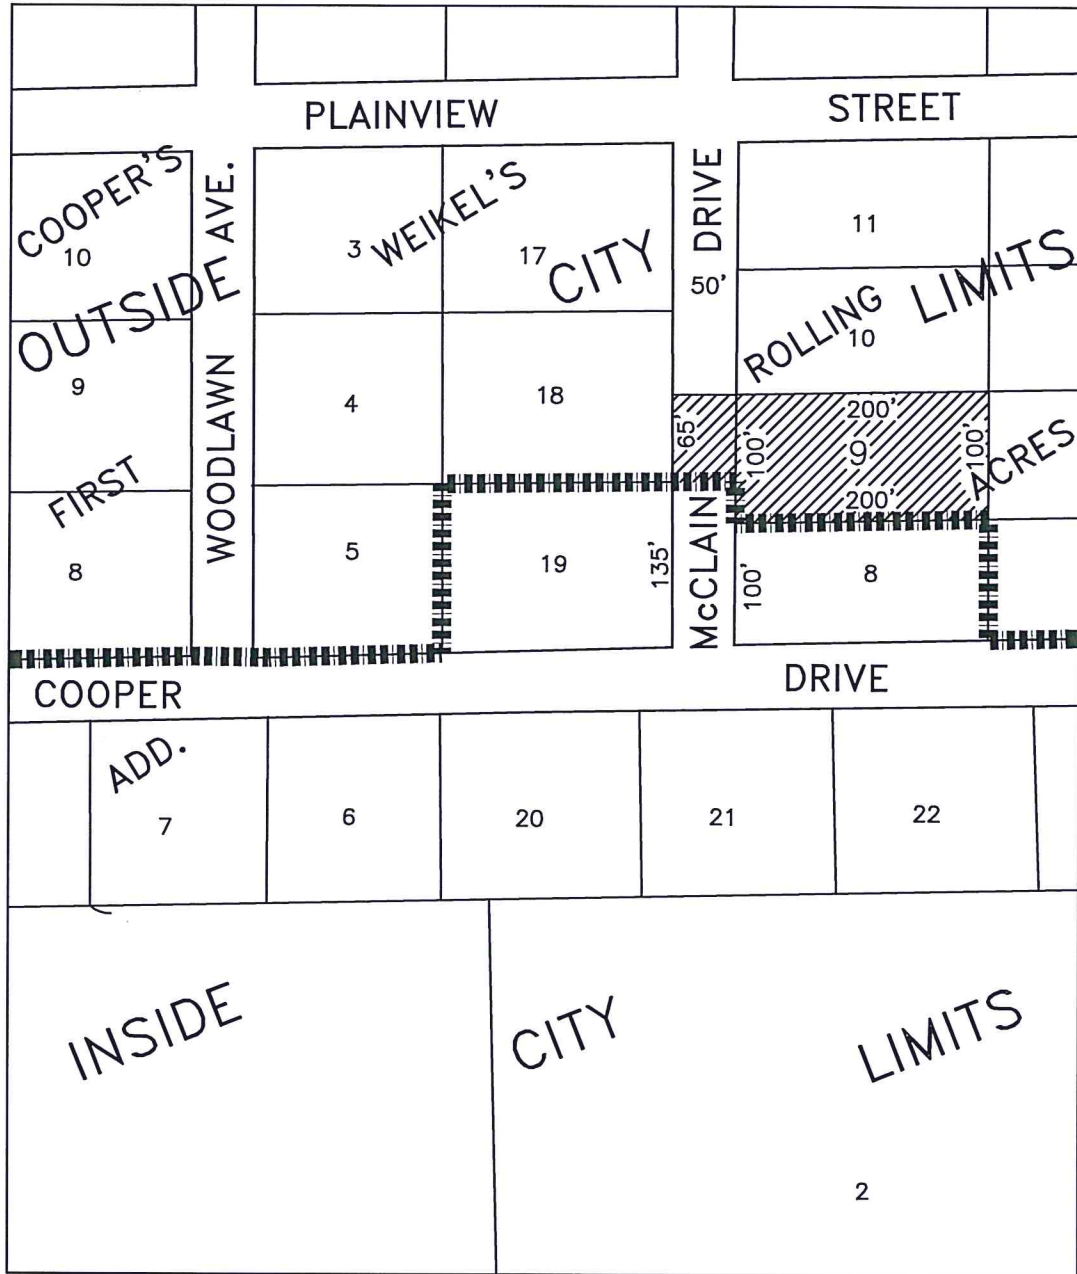 PLAINVIEW STREET
COOPER'S
10
OUTSIDE
9
FIRST
8
WOODLAWN AVE.
3
WEIKEL'S
17
CITY
4
18
5
19
135'
McCLAIN DRIVE
50'
65'
11
ROLLING
LIMITS
10
200'
100'
9
100'
200'
ACRES
100'
8
COOPER DRIVE
ADD.
7
6
20
21
22
INSIDE CITY LIMITS
2